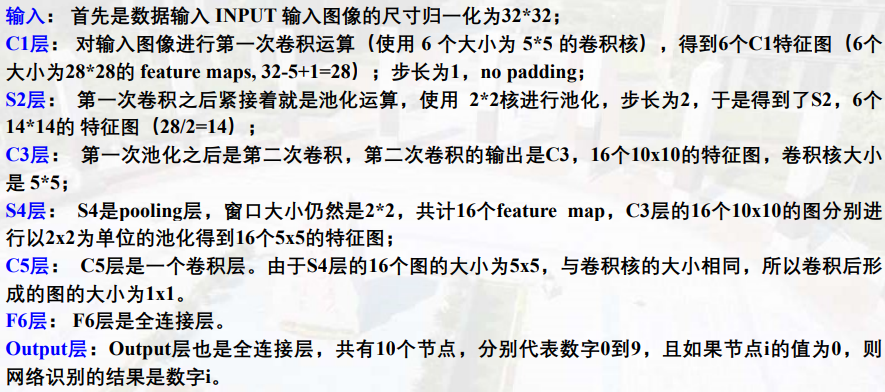 输入： 首先是数据输入 INPUT 输入图像的尺寸归一化为32*32；
C1层： 对输入图像进行第一次卷积运算（使用 6 个大小为 5*5 的卷积核），得到6个C1特征图（6个
大小为28*28的 feature maps, 32-5+1=28）；步长为1，no padding；
S2层： 第一次卷积之后紧接着就是池化运算，使用 2*2核进行池化，步长为2，于是得到了S2，6个
14*14的 特征图（28/2=14）；
C3层： 第一次池化之后是第二次卷积，第二次卷积的输出是C3，16个10x10的特征图，卷积核大小
是 5*5；
S4层： S4是pooling层，窗口大小仍然是2*2，共计16个feature map，C3层的16个10x10的图分别进
行以2x2为单位的池化得到16个5x5的特征图；
C5层： C5层是一个卷积层。由于S4层的16个图的大小为5x5，与卷积核的大小相同，所以卷积后形
成的图的大小为1x1。
F6层： F6层是全连接层。
Output层：Output层也是全连接层，共有10个节点，分别代表数字0到9，且如果节点i的值为0，则
网络识别的结果是数字i。